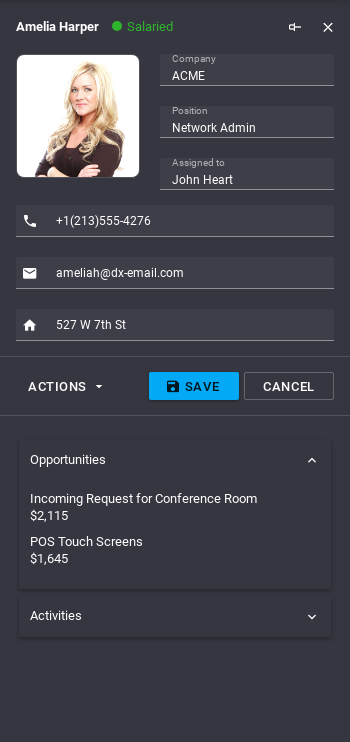 Amelia Harper Salaried
Company
ACME
Position
Network Admin
Assigned to
John Heart
+1(213)555-4276
ameliah@dx-email.com
527 W 7th St
ACTIONS SAVE CANCEL
Opportunities
Incoming Request for Conference Room
$2,115
POS Touch Screens
$1,645
Activities